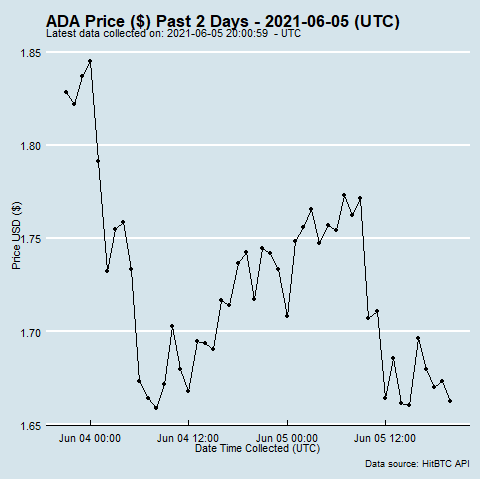 ADA Price ($) Past 2 Days - 2021-06-05 (UTC)
Latest data collected on: 2021-06-05 20:00:59 - UTC
1.85
1.80
1.75
1.70
1.65
Price USD ($)
Jun 04 00:00 Jun 04 12:00 Jun 05 00:00 Jun 05 12:00
Date Time Collected (UTC)
Data source: HitBTC API